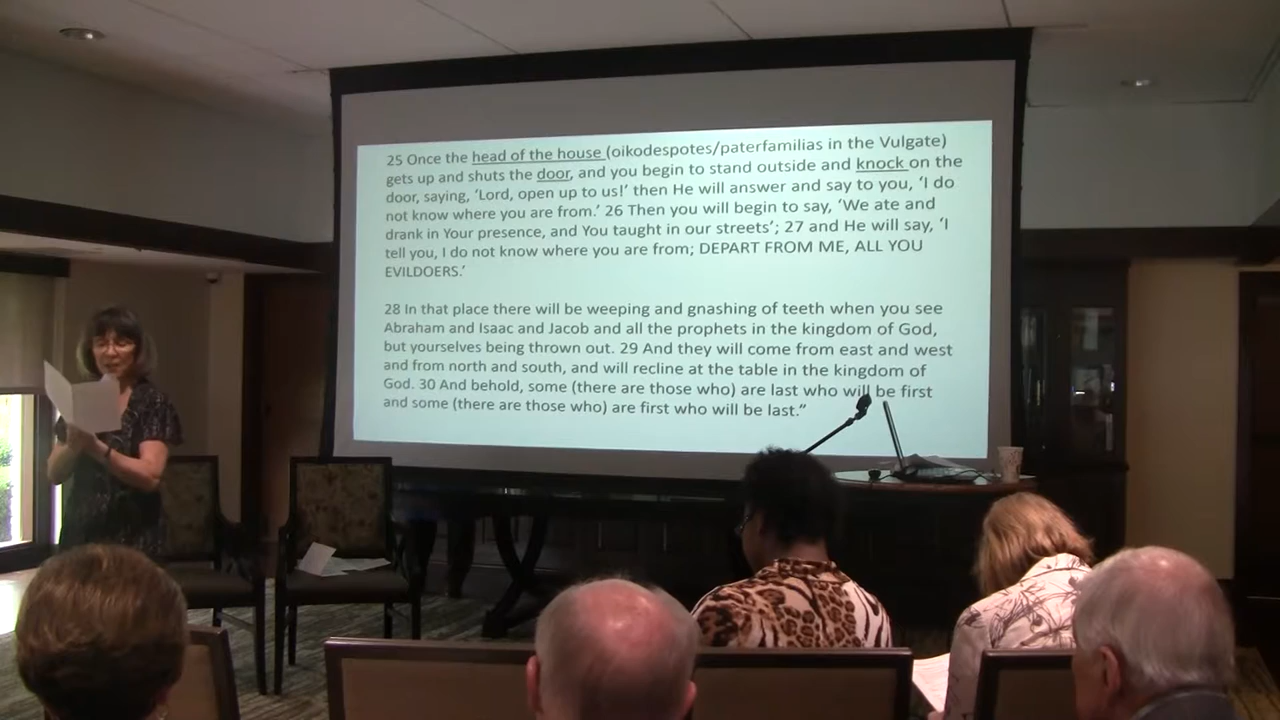 25 Once the head of the house (oikodespotes/paterfamilias in the Vulgate)
gets up and shuts the door, and you begin to stand outside and knock on the
door, saying, ‘Lord, open up to us!’ then He will answer and say to you, ‘I do
not know where you are from.’ 26 Then you will begin to say, ‘We ate and
drank in Your presence, and You taught in our streets’; 27 and He will say, ‘I
tell you, I do not know where you are from; DEPART FROM ME, ALL YOU
EVILDOERS.’
28 In that place there will be weeping and gnashing of teeth when you see
Abraham and Isaac and Jacob and all the prophets in the kingdom of God,
but yourselves being thrown out. 29 And they will come from east and west
and from north and south, and will recline at the table in the kingdom of
God. 30 And behold, some (there are those who) are last who will be first
and some (there are those who) are first who will be last.”